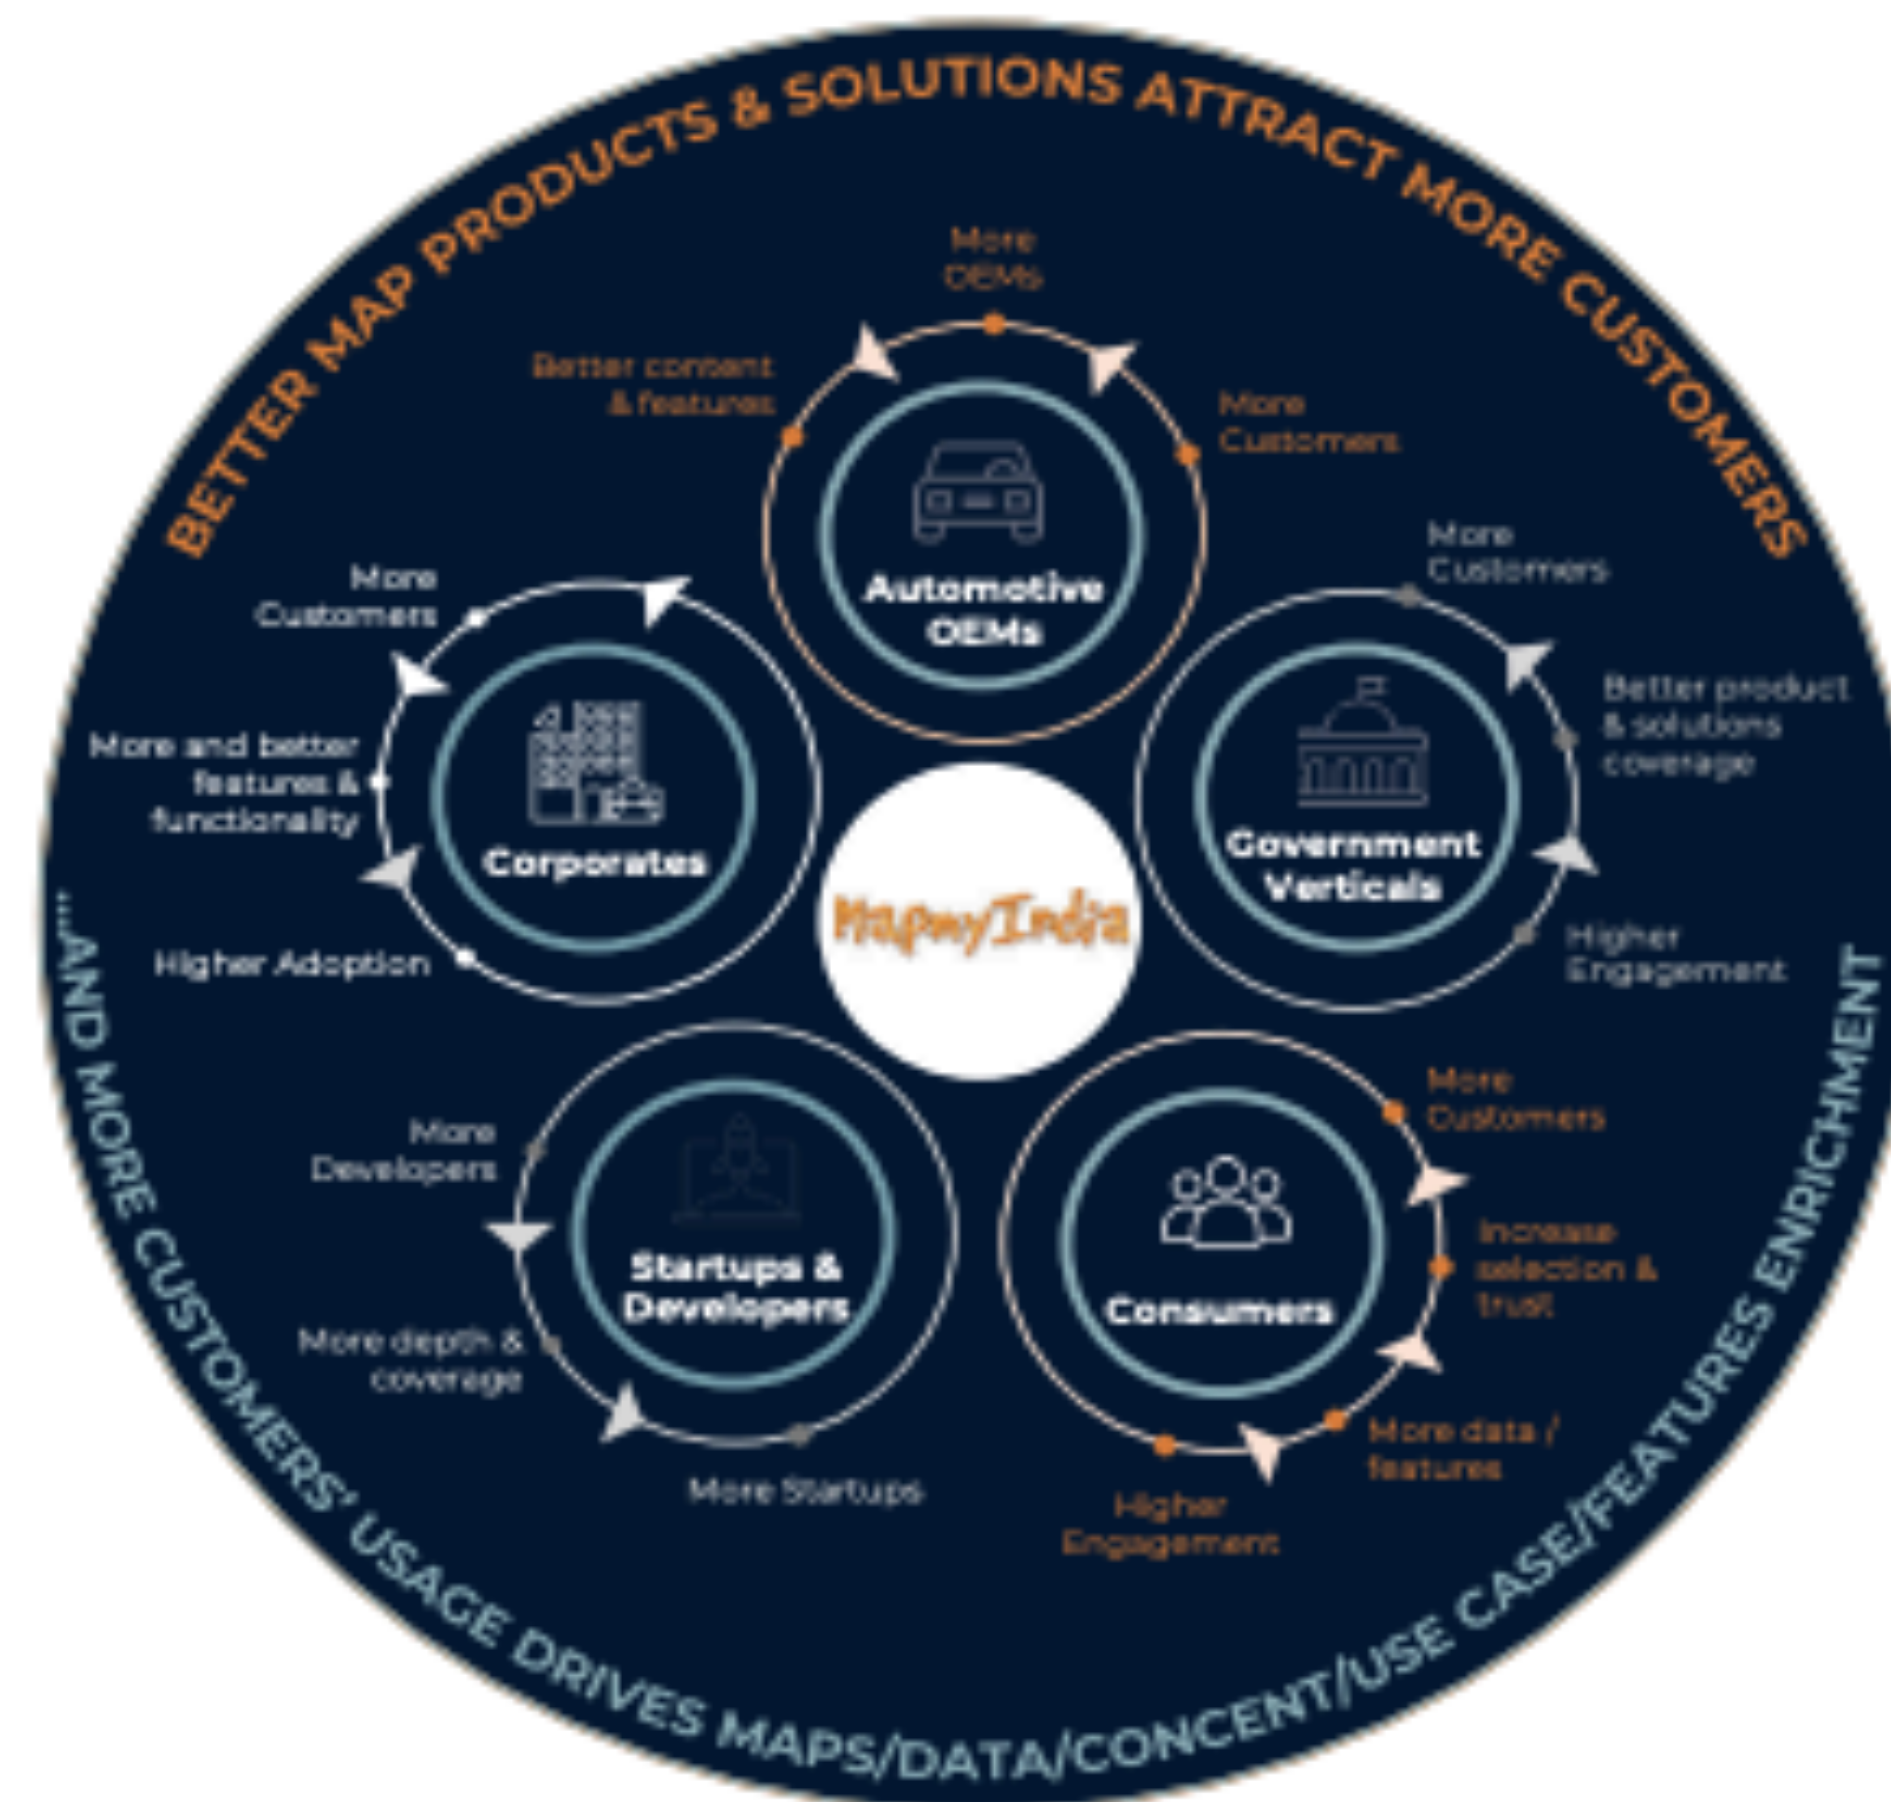 BETTER MAP PRODUCTS & SOLUTIONS ATTRACT MORE CUSTOMERS
More
OEMs
Better content
& features
More
Customers
Automotive
OEMs
More
Customers
More and better
features &
functionality
Higher Adoption
Corporates
More
Customers
Better product
& solutions
coverage
Higher
Engagement
Government
Verticals
MapmyIndia
More
Developers
More depth &
coverage
More Startups
Startups &
Developers
More
Customers
Increase
selection &
trust
More data /
features
Higher
Engagement
Consumers
....AND MORE CUSTOMERS' USAGE DRIVES MAPS/DATA/CONCENT/USE CASE/FEATURES ENRICHMENT